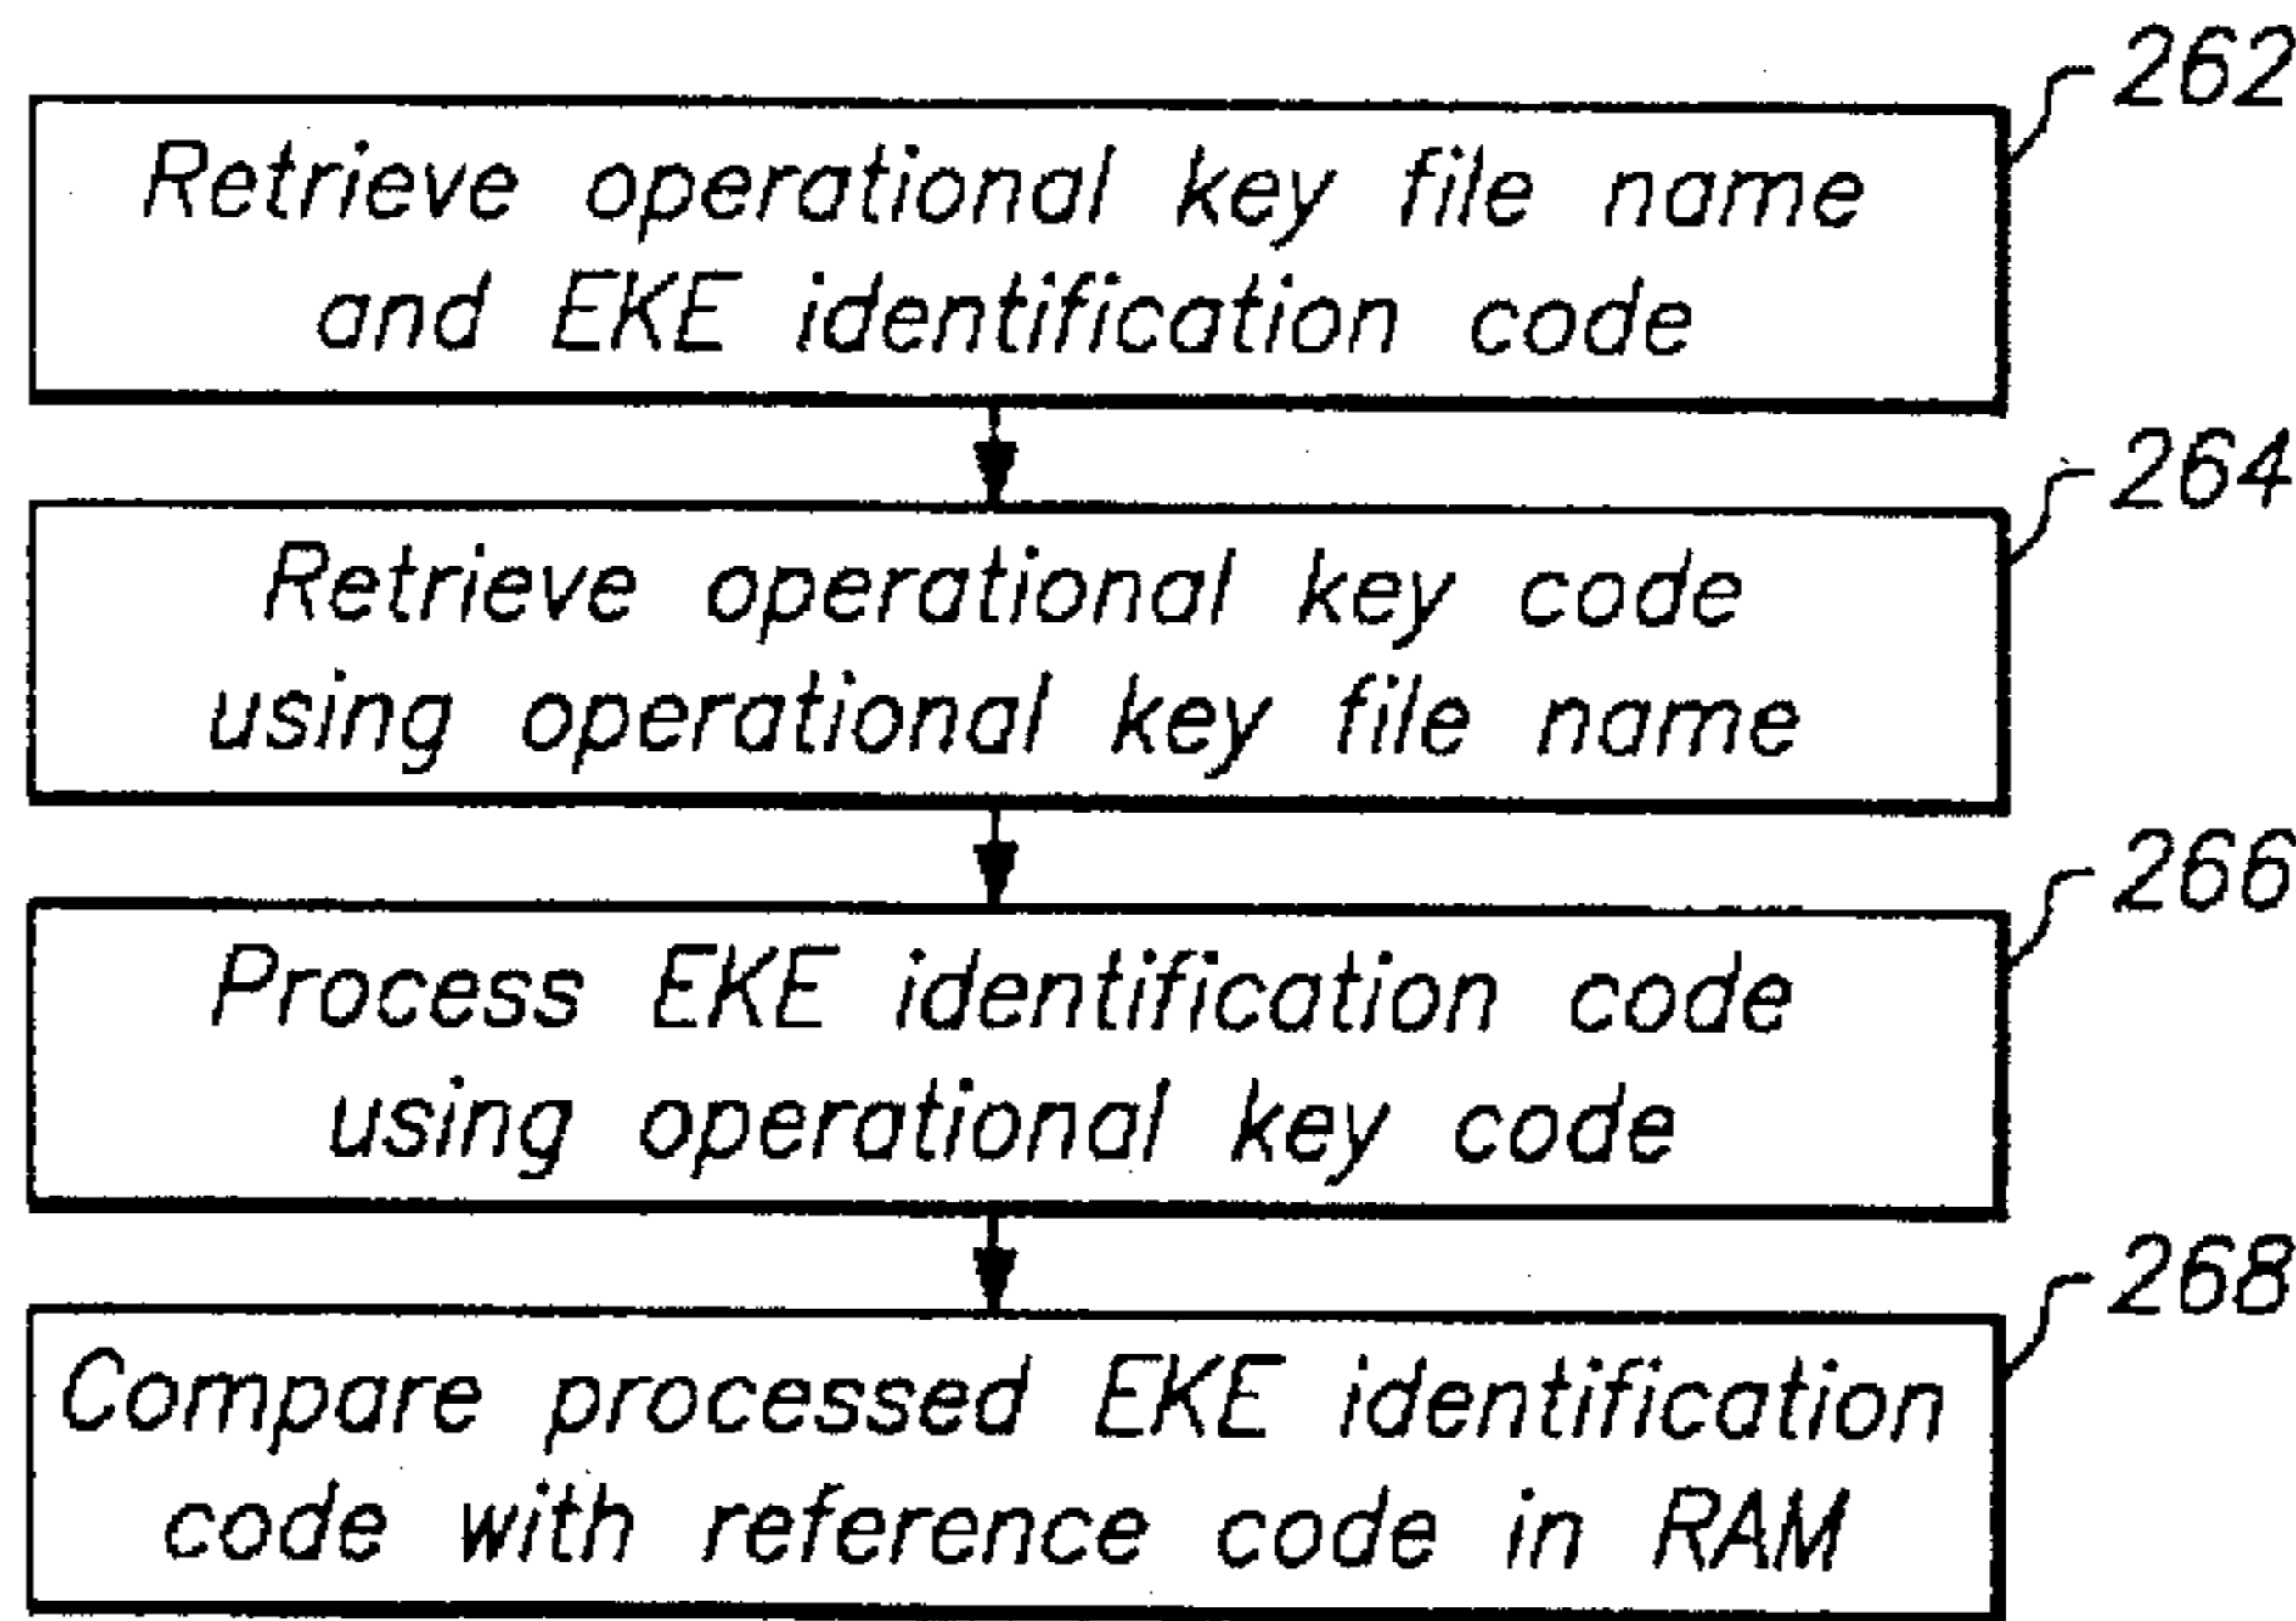 262
Retrieve operational key file name
and EKE identification code
264
Retrieve operational key code
using operational key file name
266
Process EKE identification code
using operational key code
268
Compare processed EKE identification
code with reference code in RAM